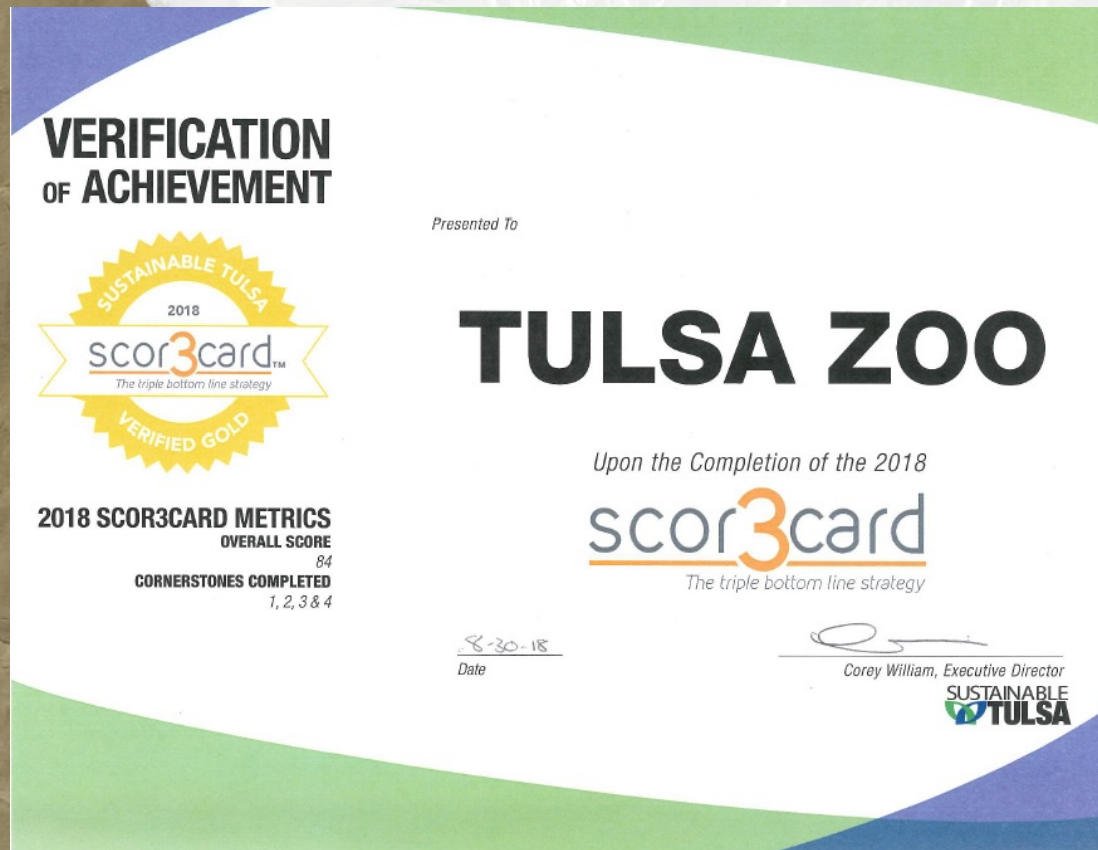 VERIFICATION
OF ACHIEVEMENT
SUSTAINABLE TULSA
2018
scor3card™
The triple bottom line strategy
VERIFIED GOLD
2018 SCOR3CARD METRICS
OVERALL SCORE
84
CORNERSTONES COMPLETED
1, 2, 3 & 4
Presented To
TULSA ZOO
Upon the Completion of the 2018
scor3card
The triple bottom line strategy
8-30-18
Date
Corey William, Executive Director
SUSTAINABLE
TULSA